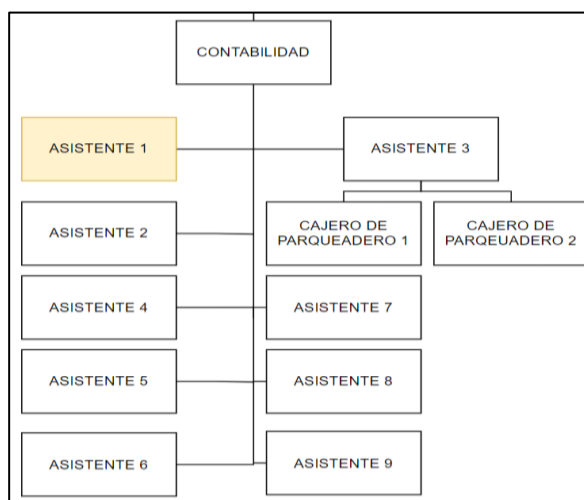 CONTABILIDAD
ASISTENTE 1
ASISTENTE 3
ASISTENTE 2
CAJERO DE
PARQUEADERO 1
CAJERO DE
PARQEUADERO 2
ASISTENTE 4
ASISTENTE 7
ASISTENTE 5
ASISTENTE 8
ASISTENTE 6
ASISTENTE 9